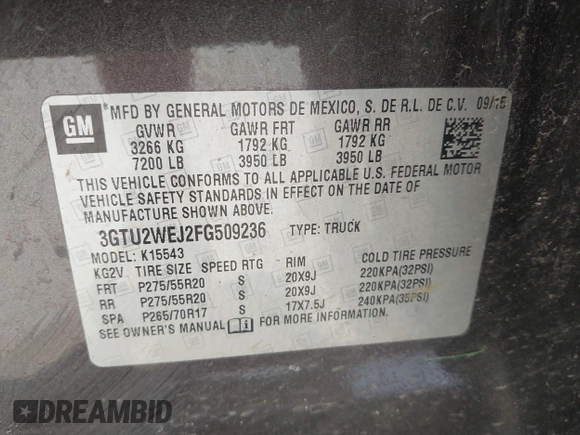 GM
*MFD BY GENERAL MOTORS DE MEXICO, S. DE R.L. DE C.V. 09/15
GVWR GAWR FRT GAWR RR
3266 KG 1792 KG 1792 KG
7200 LB 3950 LB 3950 LB
THIS VEHICLE CONFORMS TO ALL APPLICABLE U.S. FEDERAL MOTOR
VEHICLE SAFETY STANDARDS IN EFFECT ON THE DATE OF
MANUFACTURE SHOWN ABOVE.
3GTU2WEJ2FG509236 TYPE: TRUCK
MODEL: K15543
KG2V TIRE SIZE SPEED RTG RIM COLD TIRE PRESSURE
FRT P275/55R20 S 20X9J 220KPA(32PSI)
RR P275/55R20 S 20X9J 220KPA(32PSI)
SPA P265/70R17 S 17X7.5J 240KPA(35PSI)
SEE OWNER'S MANUAL
DREAMBID